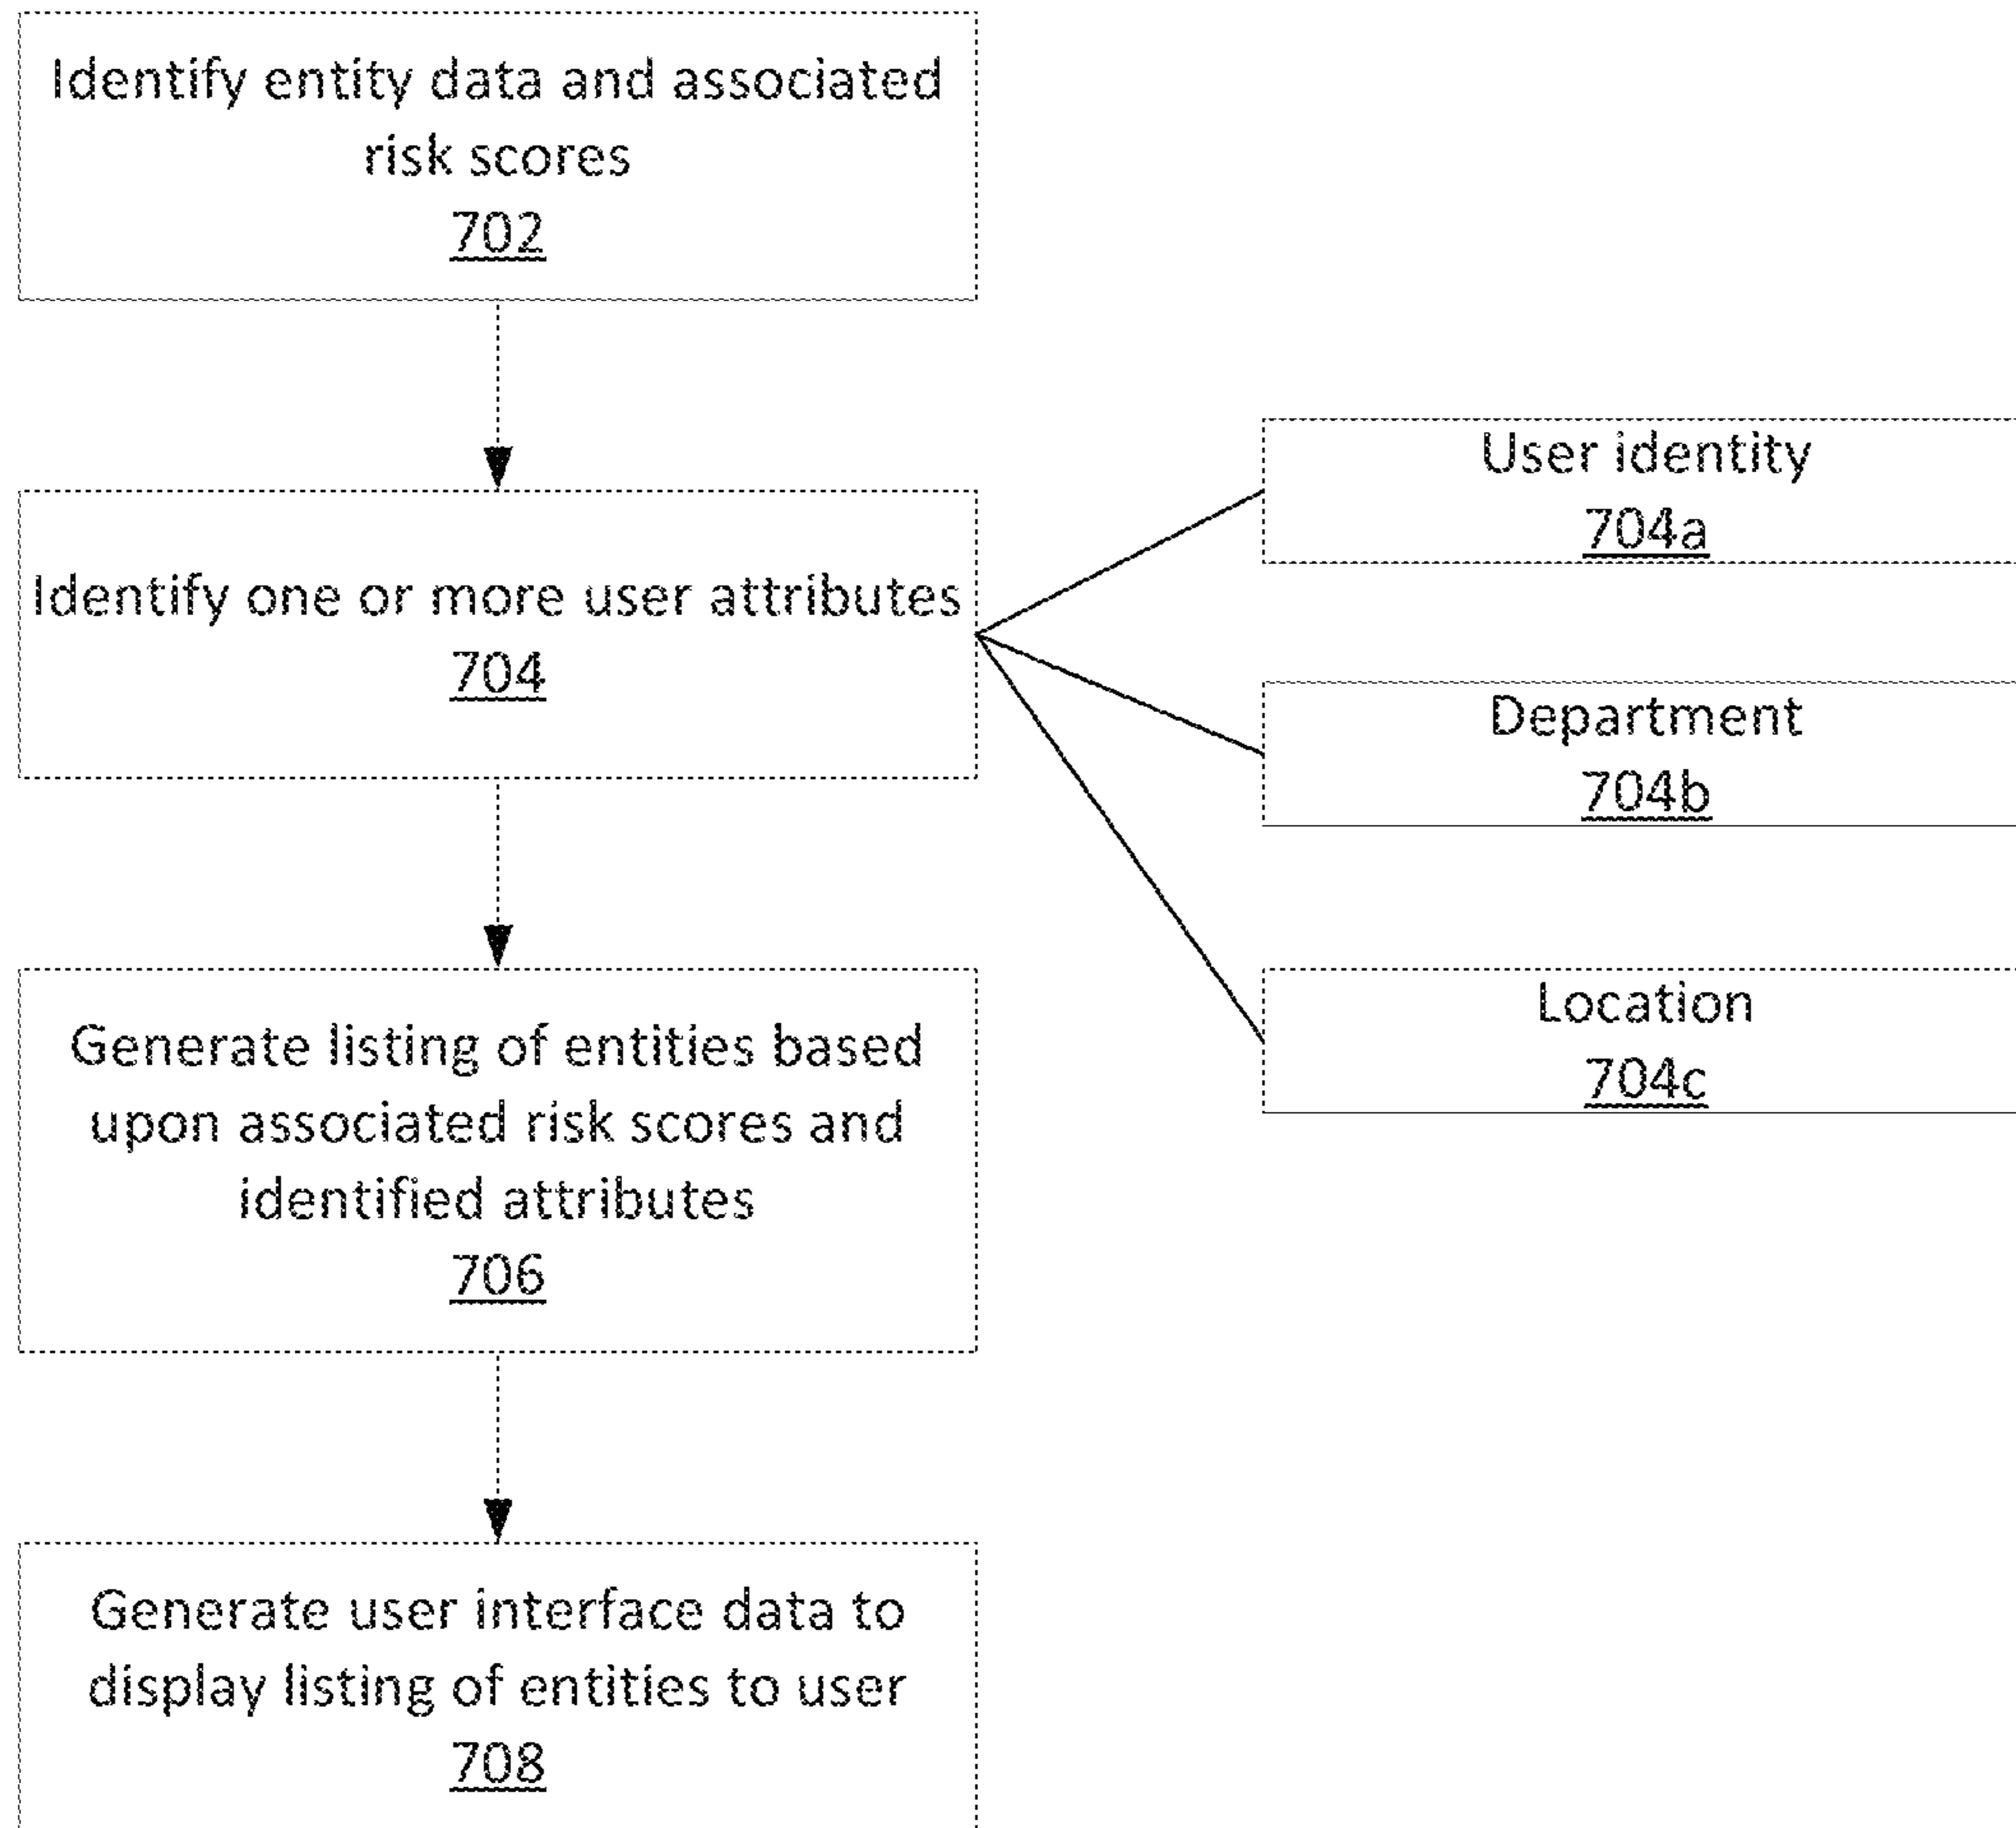 Identify entity data and associated
risk scores
702
Identify one or more user attributes
704
User identity
704a
Department
704b
Location
704c
Generate listing of entities based
upon associated risk scores and
identified attributes
706
Generate user interface data to
display listing of entities to user
708